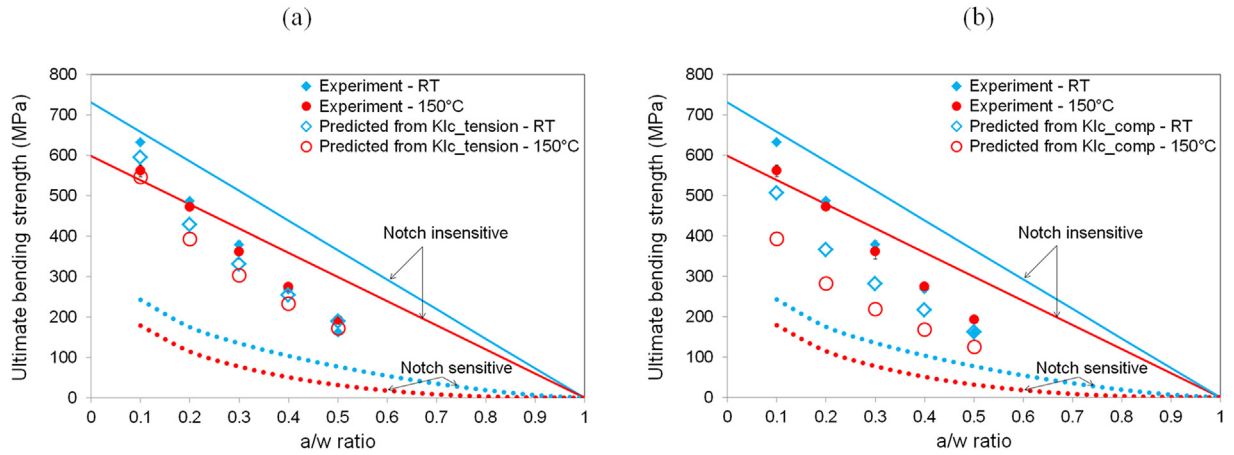 (a)
800
700
600
500
400
300
200
100
0
Ultimate bending strength (MPa)
Experiment - RT
Experiment - 150°C
Predicted from KIc_tension - RT
Predicted from KIc_tension - 150°C
Notch insensitive
Notch sensitive
0 0.1 0.2 0.3 0.4 0.5 0.6 0.7 0.8 0.9 1
a/w ratio
(b)
800
700
600
500
400
300
200
100
0
Ultimate bending strength (MPa)
Experiment - RT
Experiment - 150°C
Predicted from KIc_comp - RT
Predicted from KIc_comp - 150°C
Notch insensitive
Notch sensitive
0 0.1 0.2 0.3 0.4 0.5 0.6 0.7 0.8 0.9 1
a/w ratio